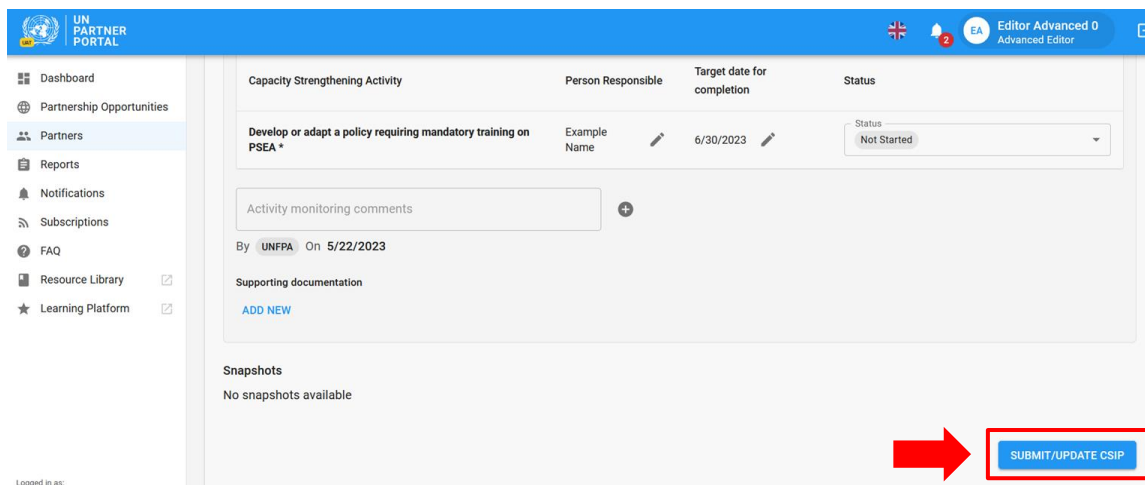 UN
PARTNER
PORTAL
UAT
2
EA
Editor Advanced 0
Advanced Editor
Dashboard
Partnership Opportunities
Partners
Reports
Notifications
Subscriptions
FAQ
Resource Library
Learning Platform
Logged in as:
Capacity Strengthening Activity
Person Responsible
Target date for
completion
Status
Develop or adapt a policy requiring mandatory training on
PSEA *
Example
Name
6/30/2023
Status
Not Started
Activity monitoring comments
By UNFPA On 5/22/2023
Supporting documentation
ADD NEW
Snapshots
No snapshots available
SUBMIT/UPDATE CSIP